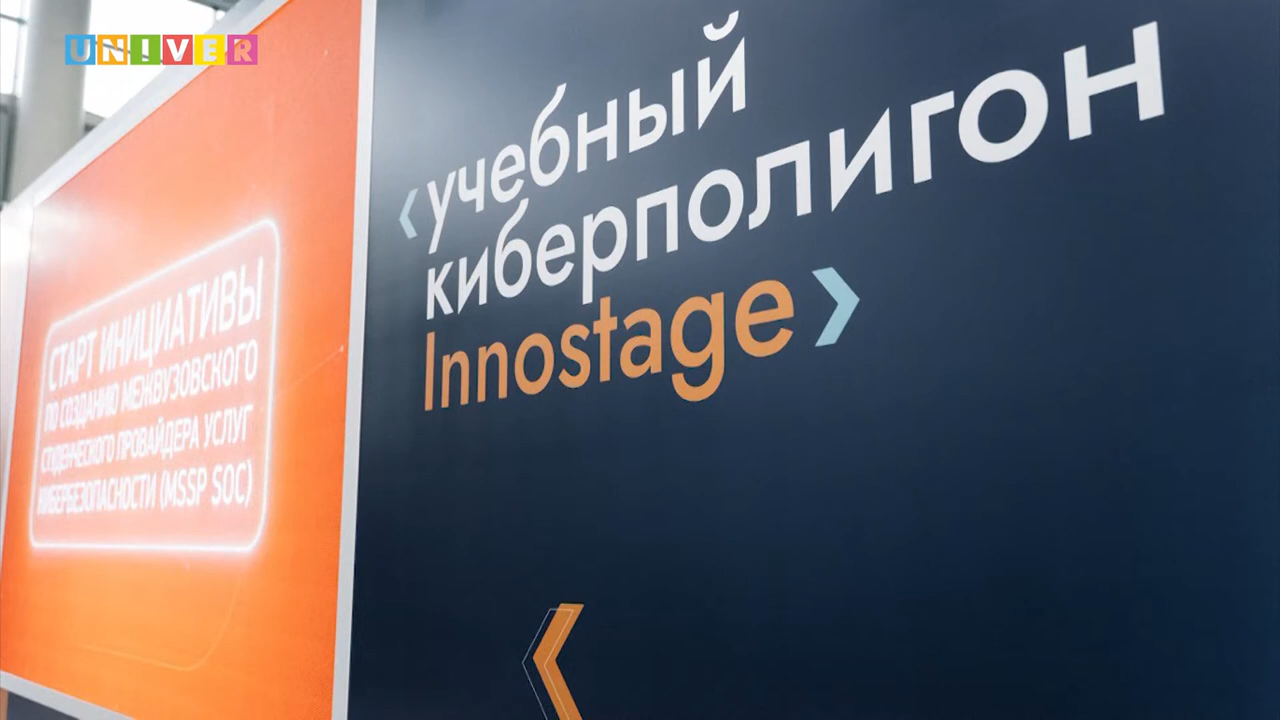 UNIVER
СТАРТ ИНИЦИАТИВЫ
ПО СОЗДАНИЮ МЕЖВУЗОВСКОГО
СТУДЕНЧЕСКОГО ПРОВАЙДЕРА УСЛУГ
КИБЕРБЕЗОПАСНОСТИ (MSSP SOC)
‹учебный
киберполигон
Innostage›